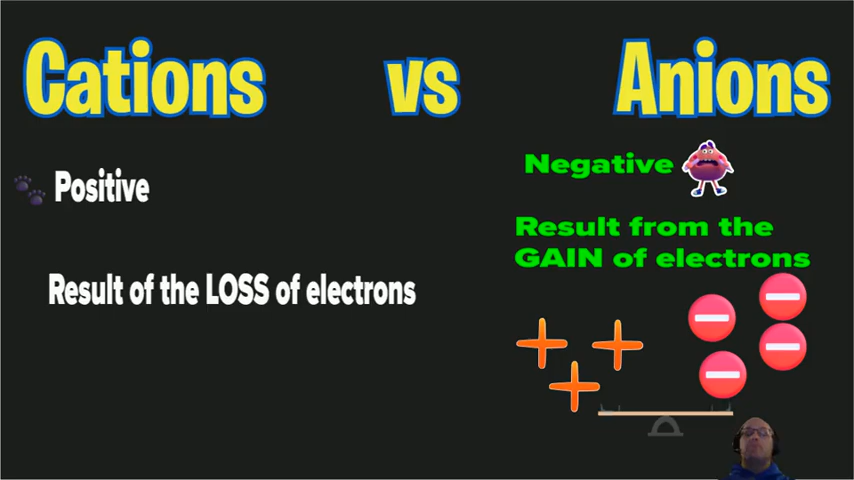 Cations vs Anions
Positive
Result of the LOSS of electrons
Negative
Result from the
GAIN of electrons